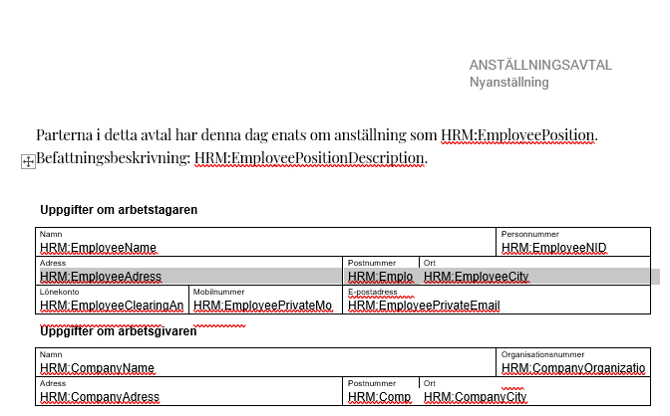 ANSTÄLLNINGSAVTAL
Nyanställning
Parterna i detta avtal har denna dag enats om anställning som HRM:EmployeePosition.
Befattningsbeskrivning: HRM:EmployeePositionDescription.
Uppgifter om arbetstagaren
Namn Personnummer
HRM:EmployeeName HRM:EmployeeNID
Adress Postnummer Ort
HRM:EmployeeAdress HRM:Emplo HRM:EmployeeCity
Lönekonto Mobilnummer E-postadress
HRM:EmployeeClearingAn HRM:EmployeePrivateMo HRM:EmployeePrivateEmail
Uppgifter om arbetsgivaren
Namn Organisationsnummer
HRM:CompanyName HRM:CompanyOrganizatio
Adress Postnummer Ort
HRM:CompanyAdress HRM:Comp HRM:CompanyCity